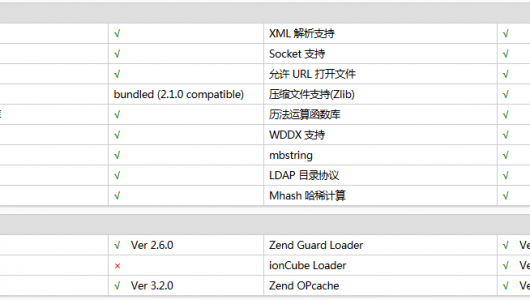 √ XML 解析支持 √
√ Socket 支持 √
√ 允许 URL 打开文件 √
bundled (2.1.0 compatible) 压缩文件支持(Zlib) √
√ 历法运算函数库 √
√ WDDX 支持 √
√ mbstring √
√ LDAP 目录协议 √
√ Mhash 哈稀计算 √
√ Ver 2.6.0 Zend Guard Loader √ Ve
× ionCube Loader √ Ve
√ Ver 3.2.0 Zend OPcache √ Ve